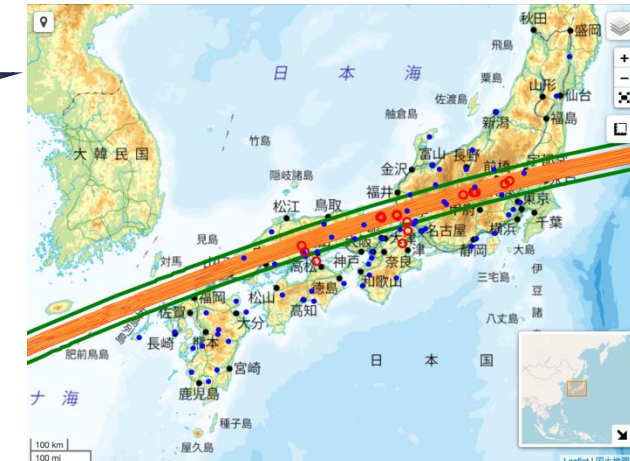 秋田
盛岡
飛島
日 本 海
粟島
山形
仙台
佐渡島
舳倉島
新潟
福島
竹島
大韓民国
富山
長野
前橋
金沢
隠岐諸島
福井
松江
鳥取
東京
見島
名古屋
横浜
千葉
対馬
大阪
津
静岡
大島
高松
神戸
奈良
伊豆諸
三宅島
福岡
松山
徳島
和歌山
佐賀
大分
高知
八丈島
長崎
熊本
肥前鳥島
宮崎
日 本 国
ナ 海
鹿児島
種子島
屋久島
+
−
100 km
100 mi